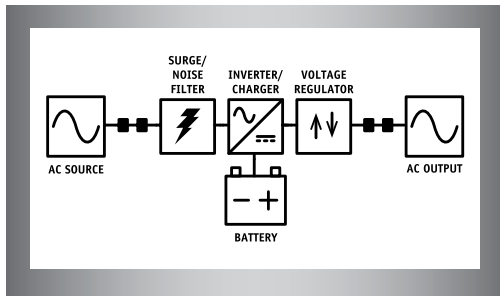 SURGE/
NOISE
FILTER
INVERTER/
CHARGER
VOLTAGE
REGULATOR
AC SOURCE
AC OUTPUT
BATTERY